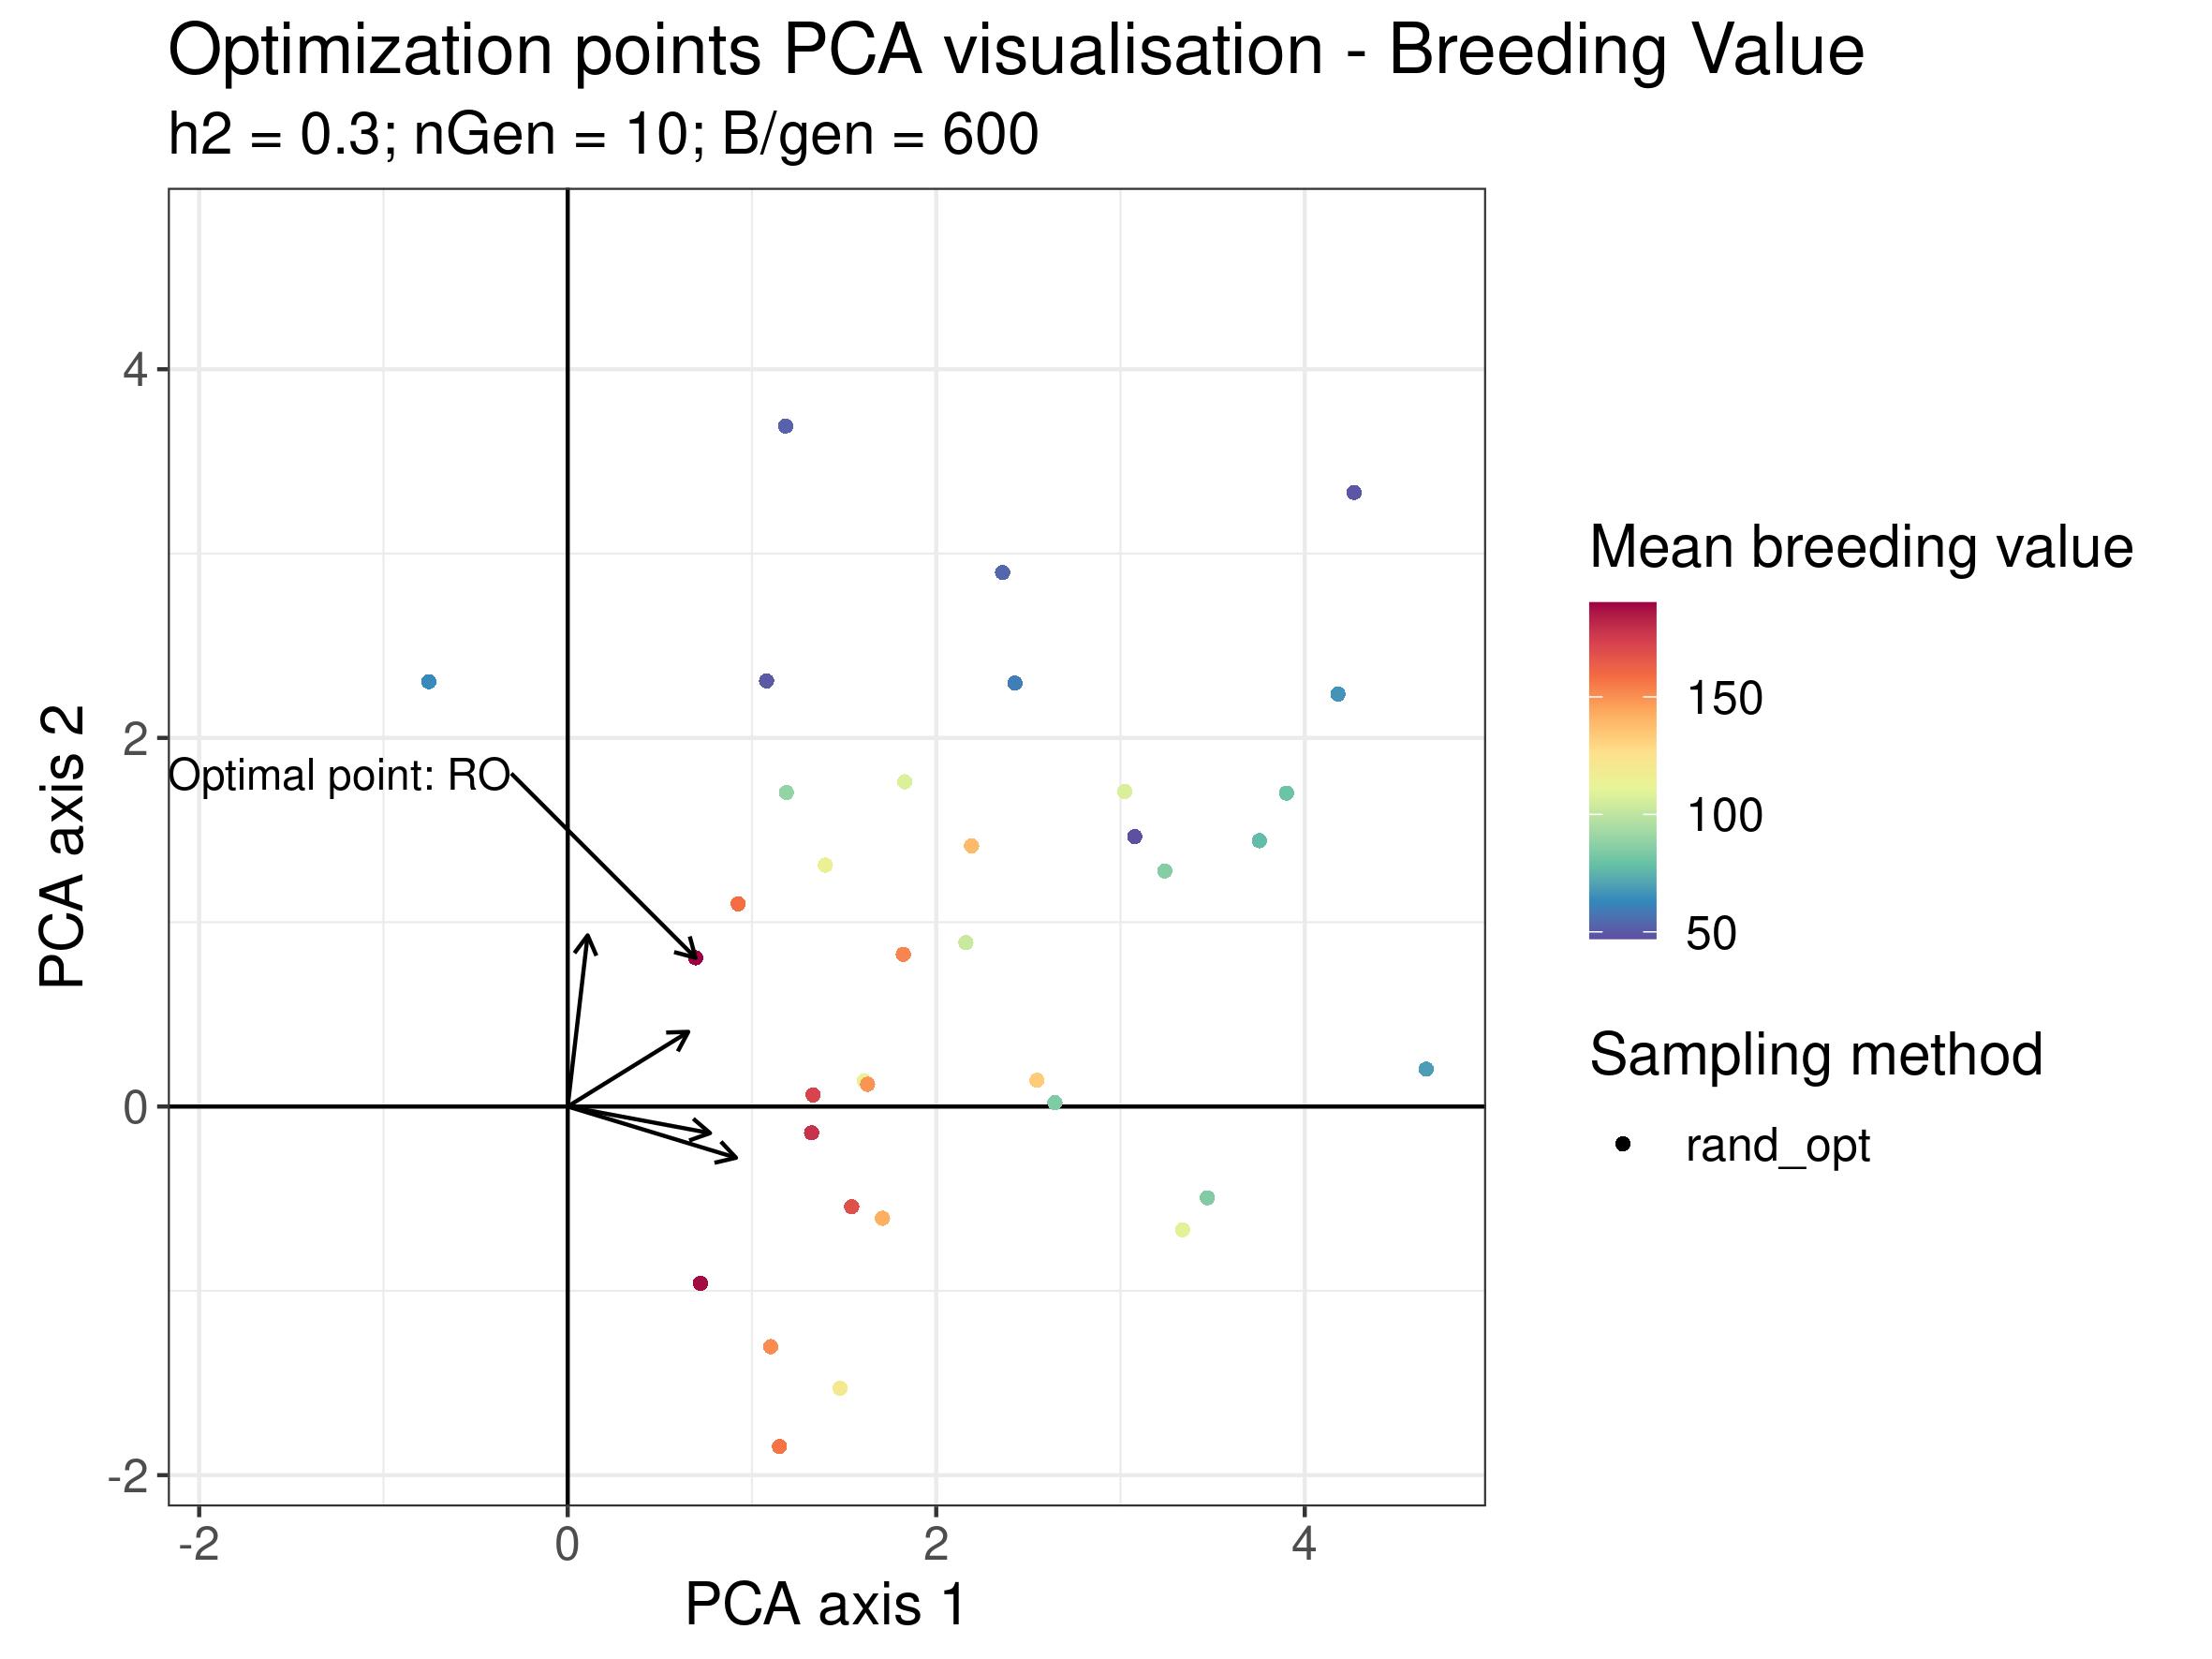 Optimization points PCA visualisation - Breeding Value
h2 = 0.3; nGen = 10; B/gen = 600
PCA axis 2
4
2
0
-2
Optimal point: RO
-2
0
2
4
PCA axis 1
Mean breeding value
150
100
50
Sampling method
rand_opt